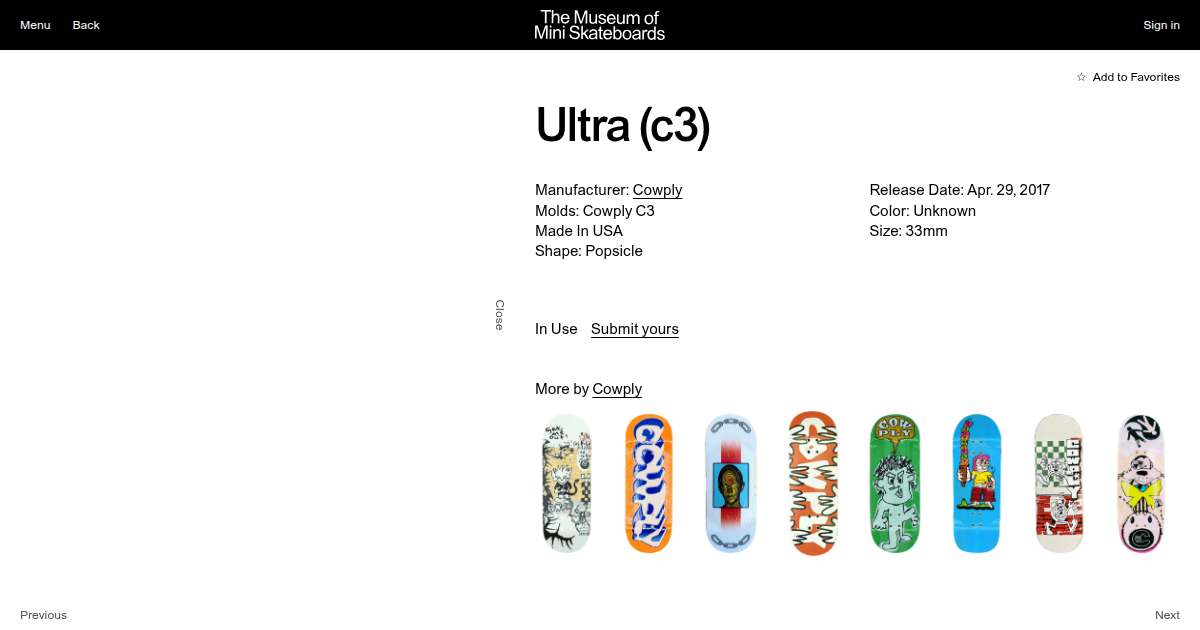 Menu
Back
The Museum of
Mini Skateboards
Sign in
☆ Add to Favorites
Ultra (c3)
Manufacturer: Cowply
Molds: Cowply C3
Made In USA
Shape: Popsicle
Release Date: Apr. 29, 2017
Color: Unknown
Size: 33mm
Close
In Use
Submit yours
More by Cowply
COW
PLY
Previous
Next